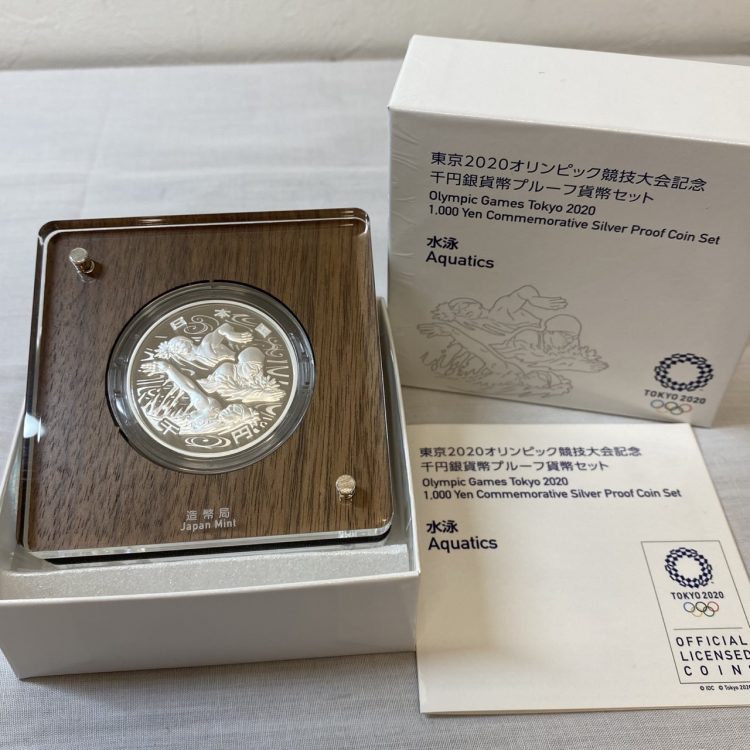 東京2020オリンピック競技大会記念
千円銀貨幣プルーフ貨幣セット
Olympic Games Tokyo 2020
1,000 Yen Commemorative Silver Proof Coin Set
水泳
Aquatics
TOKYO 2020
日本国
千円
造幣局
Japan Mint
東京2020オリンピック競技大会記念
千円銀貨幣プルーフ貨幣セット
Olympic Games Tokyo 2020
1,000 Yen Commemorative Silver Proof Coin Set
水泳
Aquatics
TOKYO 2020
OFFICIAL
LICENSED
COINS
© IOC © Tokyo 2020